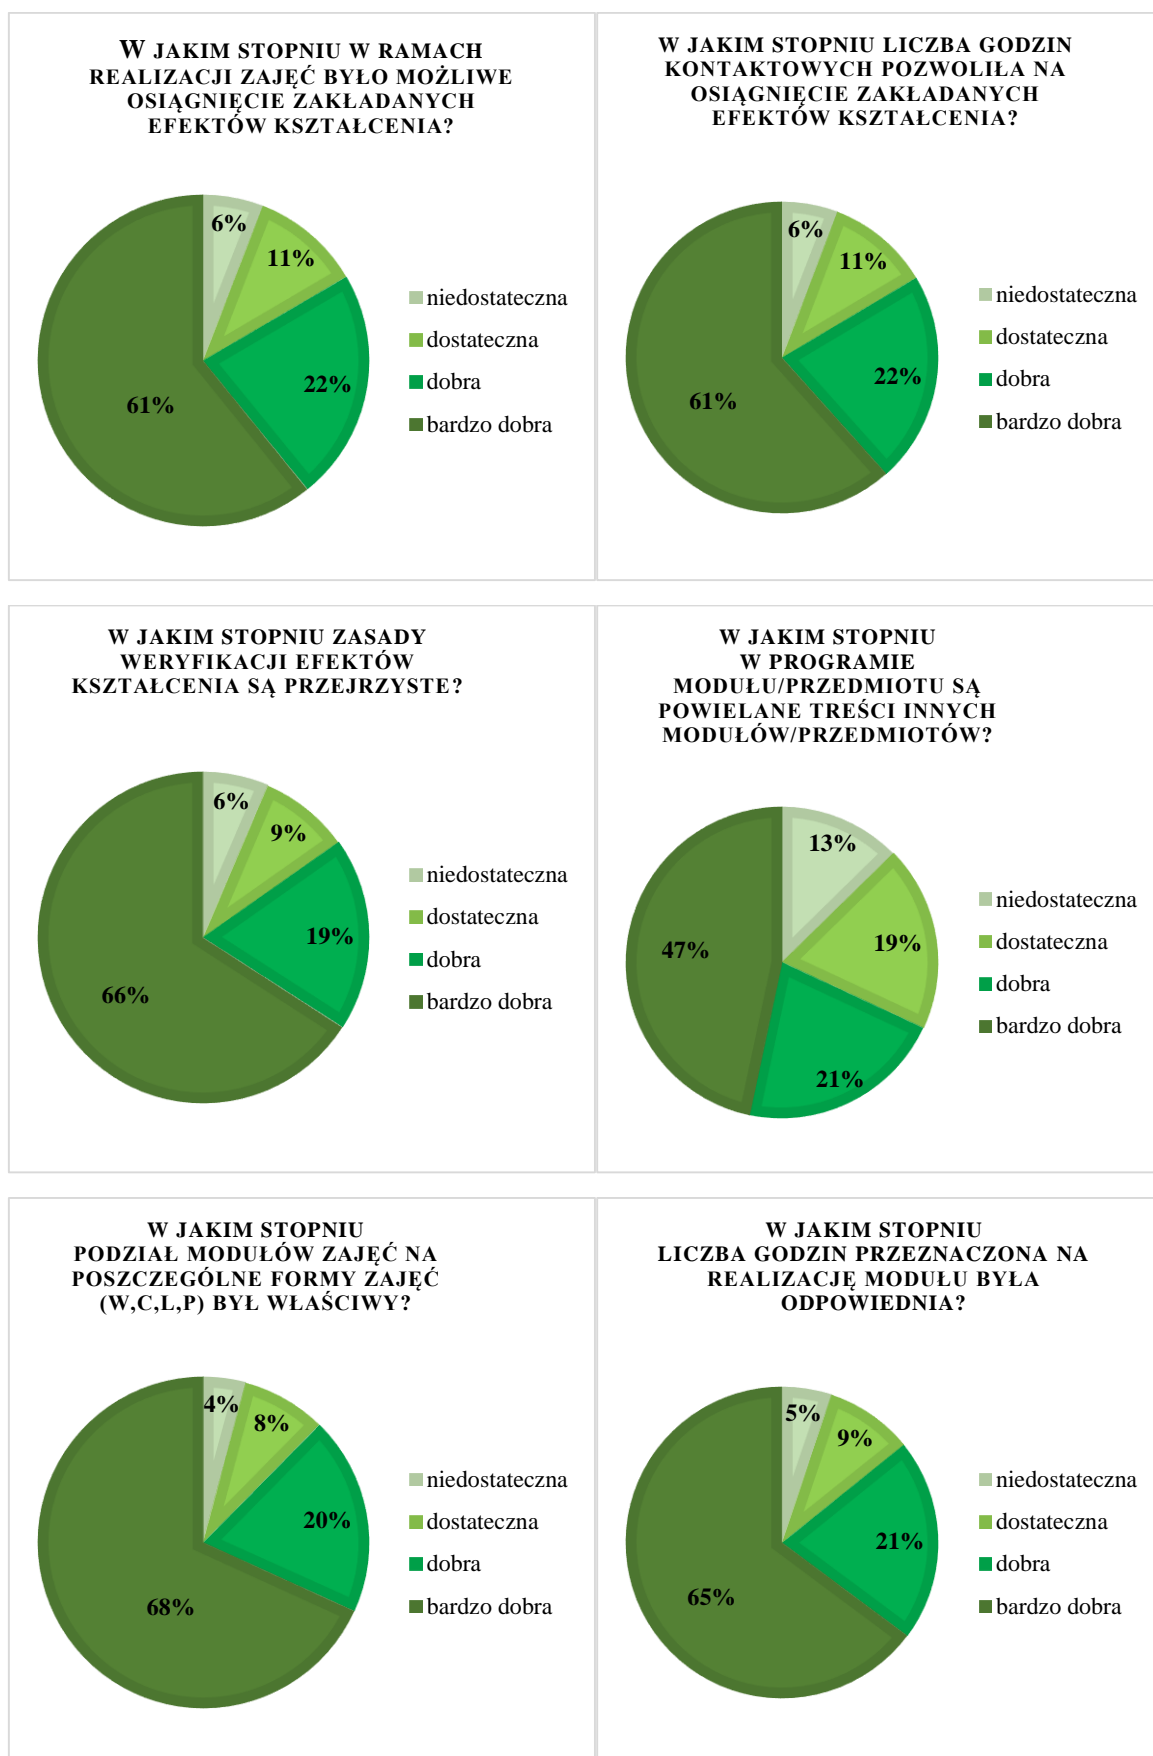 W JAKIM STOPNIU W RAMACH
REALIZACJI ZAJĘĆ BYŁO MOŻLIWE
OSIĄGNIĘCIE ZAKŁADANYCH
EFEKTÓW KSZTAŁCENIA?
6%
11%
22%
61%
niedostateczna
dostateczna
dobra
bardzo dobra
W JAKIM STOPNIU LICZBA GODZIN
KONTAKTOWYCH POZWOLIŁA NA
OSIĄGNIĘCIE ZAKŁADANYCH
EFEKTÓW KSZTAŁCENIA?
6%
11%
22%
61%
niedostateczna
dostateczna
dobra
bardzo dobra
W JAKIM STOPNIU ZASADY
WERYFIKACJI EFEKTÓW
KSZTAŁCENIA SĄ PRZEJRZYSTE?
6%
9%
19%
66%
niedostateczna
dostateczna
dobra
bardzo dobra
W JAKIM STOPNIU
W PROGRAMIE
MODUŁU/PRZEDMIOTU SĄ
POWIELANE TREŚCI INNYCH
MODUŁÓW/PRZEDMIOTÓW?
13%
19%
21%
47%
niedostateczna
dostateczna
dobra
bardzo dobra
W JAKIM STOPNIU
PODZIAŁ MODUŁÓW ZAJĘĆ NA
POSZCZEGÓLNE FORMY ZAJĘĆ
(W,C,L,P) BYŁ WŁAŚCIWY?
4%
8%
20%
68%
niedostateczna
dostateczna
dobra
bardzo dobra
W JAKIM STOPNIU
LICZBA GODZIN PRZEZNACZONA NA
REALIZACJĘ MODUŁU BYŁA
ODPOWIEDNIA?
5%
9%
21%
65%
niedostateczna
dostateczna
dobra
bardzo dobra